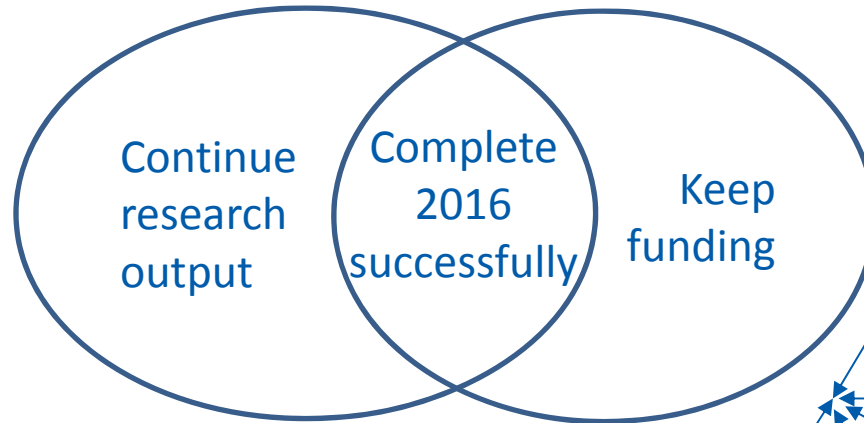 Continue
research
output
Complete
2016
successfully
Keep
funding